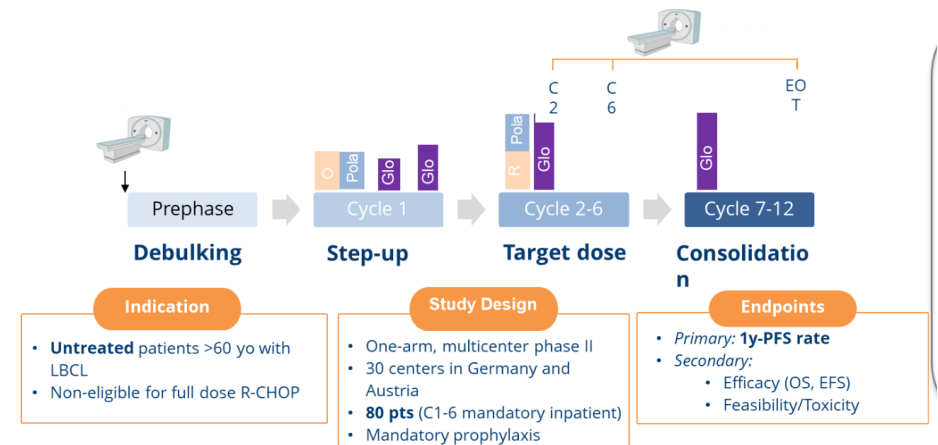 C
2
C
6
EO
T
O
Pola
Glo
Glo
R
Pola
Glo
Glo
Prephase
Cycle 1
Cycle 2-6
Cycle 7-12
Debulking
Step-up
Target dose
Consolidatio
n
Indication
• Untreated patients >60 yo with
LBCL
• Non-eligible for full dose R-CHOP
Study Design
• One-arm, multicenter phase II
• 30 centers in Germany and
Austria
• 80 pts (C1-6 mandatory inpatient)
• Mandatory prophylaxis
Endpoints
• Primary: 1y-PFS rate
• Secondary:
• Efficacy (OS, EFS)
• Feasibility/Toxicity